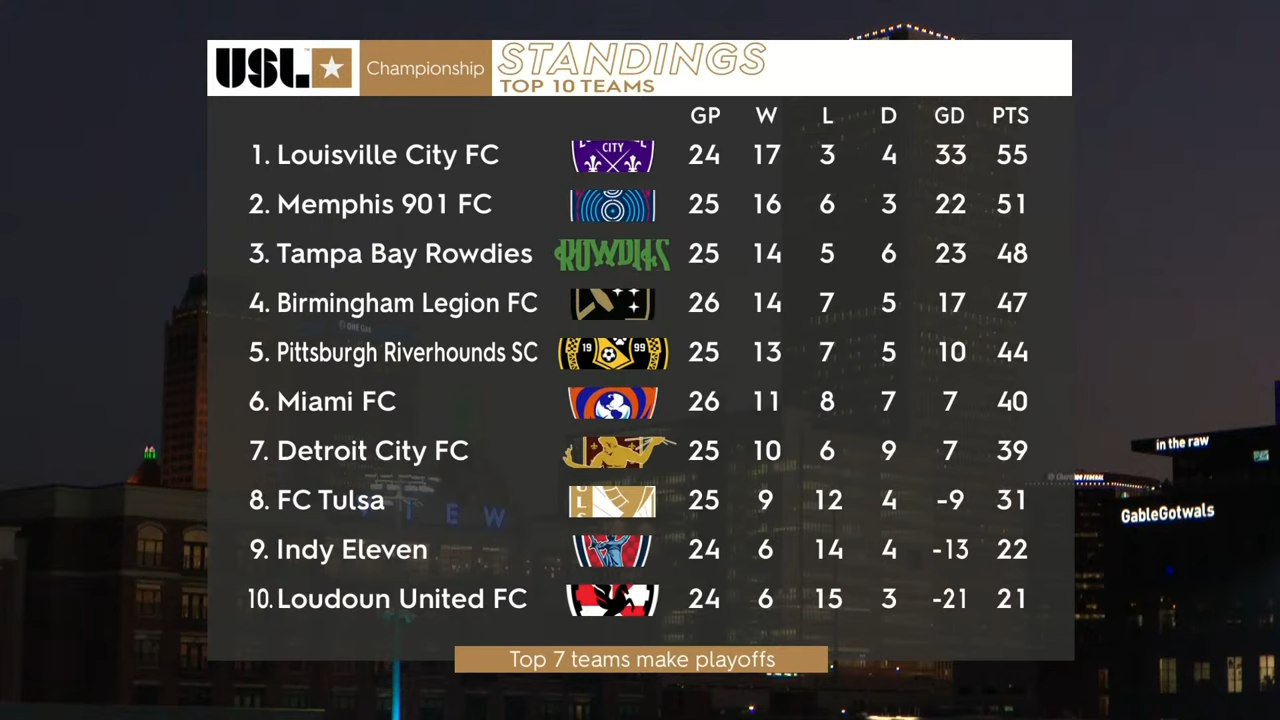 USL Championship STANDINGS
TOP 10 TEAMS
GP W L D GD PTS
1. Louisville City FC CITY 24 17 3 4 33 55
2. Memphis 901 FC 25 16 6 3 22 51
3. Tampa Bay Rowdies ROWDIES 25 14 5 6 23 48
4. Birmingham Legion FC 26 14 7 5 17 47
5. Pittsburgh Riverhounds SC 19 99 25 13 7 5 10 44
6. Miami FC 26 11 8 7 7 40
7. Detroit City FC 25 10 6 9 7 39
8. FC Tulsa 25 9 12 4 -9 31
9. Indy Eleven 24 6 14 4 -13 22
10. Loudoun United FC 24 6 15 3 -21 21
Top 7 teams make playoffs
in the raw
GableGotwals